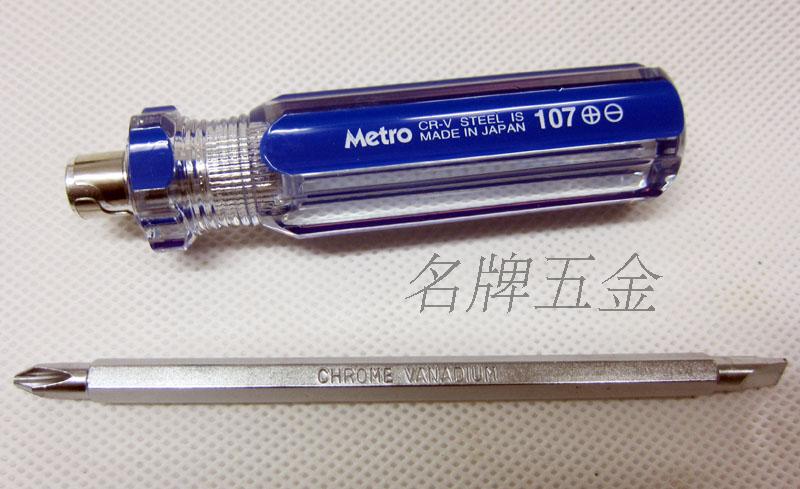 Metro
CR-V STEEL IS
MADE IN JAPAN
107⊕⊖
名牌五金
CHROME VANADIUM